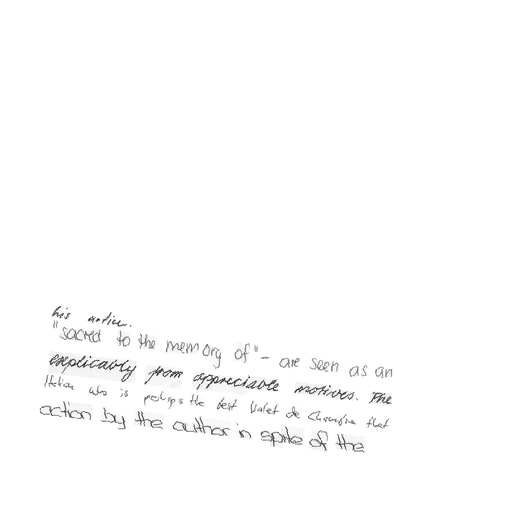 his
"sacred to the memory of" - are seen as an
explicably from appreciable motives. The
Italian who is perhaps the best Valet de Chambre that
action by the author in spite of the